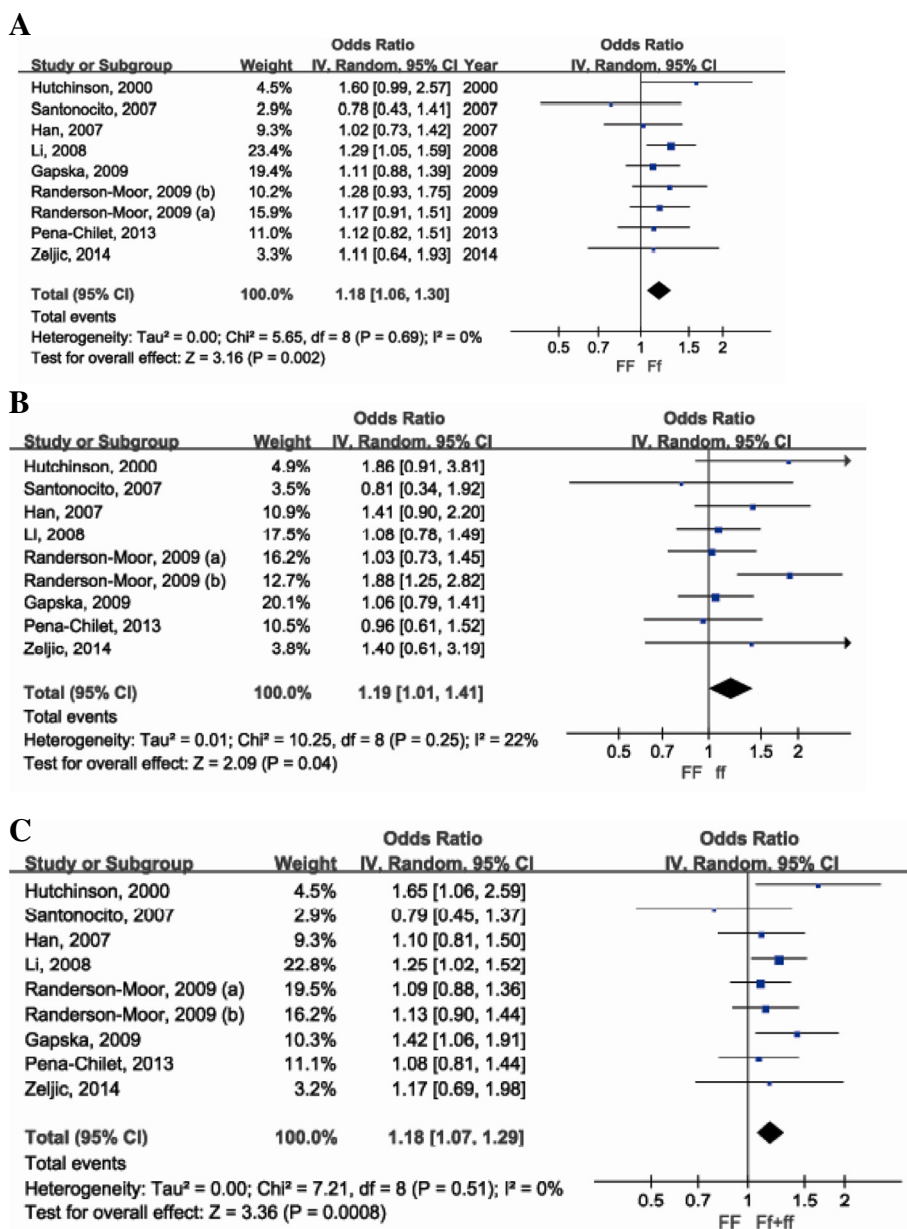 A
Odds Ratio Odds Ratio
Study or Subgroup Weight IV, Random, 95% CI Year IV, Random, 95% CI
Hutchinson, 2000 4.5% 1.60 [0.99, 2.57] 2000
Santonocito, 2007 2.9% 0.78 [0.43, 1.41] 2007
Han, 2007 9.3% 1.02 [0.73, 1.42] 2007
Li, 2008 23.4% 1.29 [1.05, 1.59] 2008
Gapska, 2009 19.4% 1.11 [0.88, 1.39] 2009
Randerson-Moor, 2009 (b) 10.2% 1.28 [0.93, 1.75] 2009
Randerson-Moor, 2009 (a) 15.9% 1.17 [0.91, 1.51] 2009
Pena-Chilet, 2013 11.0% 1.12 [0.82, 1.51] 2013
Zeljic, 2014 3.3% 1.11 [0.64, 1.93] 2014
Total (95% CI) 100.0% 1.18 [1.06, 1.30]
Total events
Heterogeneity: Tau² = 0.00; Chi² = 5.65, df = 8 (P = 0.69); I² = 0%
Test for overall effect: Z = 3.16 (P = 0.002)
0.5 0.7 1 1.5 2
FF Ff
B
Odds Ratio Odds Ratio
Study or Subgroup Weight IV, Random, 95% CI IV, Random, 95% CI
Hutchinson, 2000 4.9% 1.86 [0.91, 3.81]
Santonocito, 2007 3.5% 0.81 [0.34, 1.92]
Han, 2007 10.9% 1.41 [0.90, 2.20]
LI, 2008 17.5% 1.08 [0.78, 1.49]
Randerson-Moor, 2009 (a) 16.2% 1.03 [0.73, 1.45]
Randerson-Moor, 2009 (b) 12.7% 1.88 [1.25, 2.82]
Gapska, 2009 20.1% 1.06 [0.79, 1.41]
Pena-Chilet, 2013 10.5% 0.96 [0.61, 1.52]
Zeljic, 2014 3.8% 1.40 [0.61, 3.19]
Total (95% CI) 100.0% 1.19 [1.01, 1.41]
Total events
Heterogeneity: Tau² = 0.01; Chi² = 10.25, df = 8 (P = 0.25); I² = 22%
Test for overall effect: Z = 2.09 (P = 0.04)
0.5 0.7 1 1.5 2
FF ff
C
Odds Ratio Odds Ratio
Study or Subgroup Weight IV, Random, 95% CI IV, Random, 95% CI
Hutchinson, 2000 4.5% 1.65 [1.06, 2.59]
Santonocito, 2007 2.9% 0.79 [0.45, 1.37]
Han, 2007 9.3% 1.10 [0.81, 1.50]
Li, 2008 22.8% 1.25 [1.02, 1.52]
Randerson-Moor, 2009 (a) 19.5% 1.09 [0.88, 1.36]
Randerson-Moor, 2009 (b) 16.2% 1.13 [0.90, 1.44]
Gapska, 2009 10.3% 1.42 [1.06, 1.91]
Pena-Chilet, 2013 11.1% 1.08 [0.81, 1.44]
Zeljic, 2014 3.2% 1.17 [0.69, 1.98]
Total (95% CI) 100.0% 1.18 [1.07, 1.29]
Total events
Heterogeneity: Tau² = 0.00; Chi² = 7.21, df = 8 (P = 0.51); I² = 0%
Test for overall effect: Z = 3.36 (P = 0.0008)
0.5 0.7 1 1.5 2
FF Ff+ff